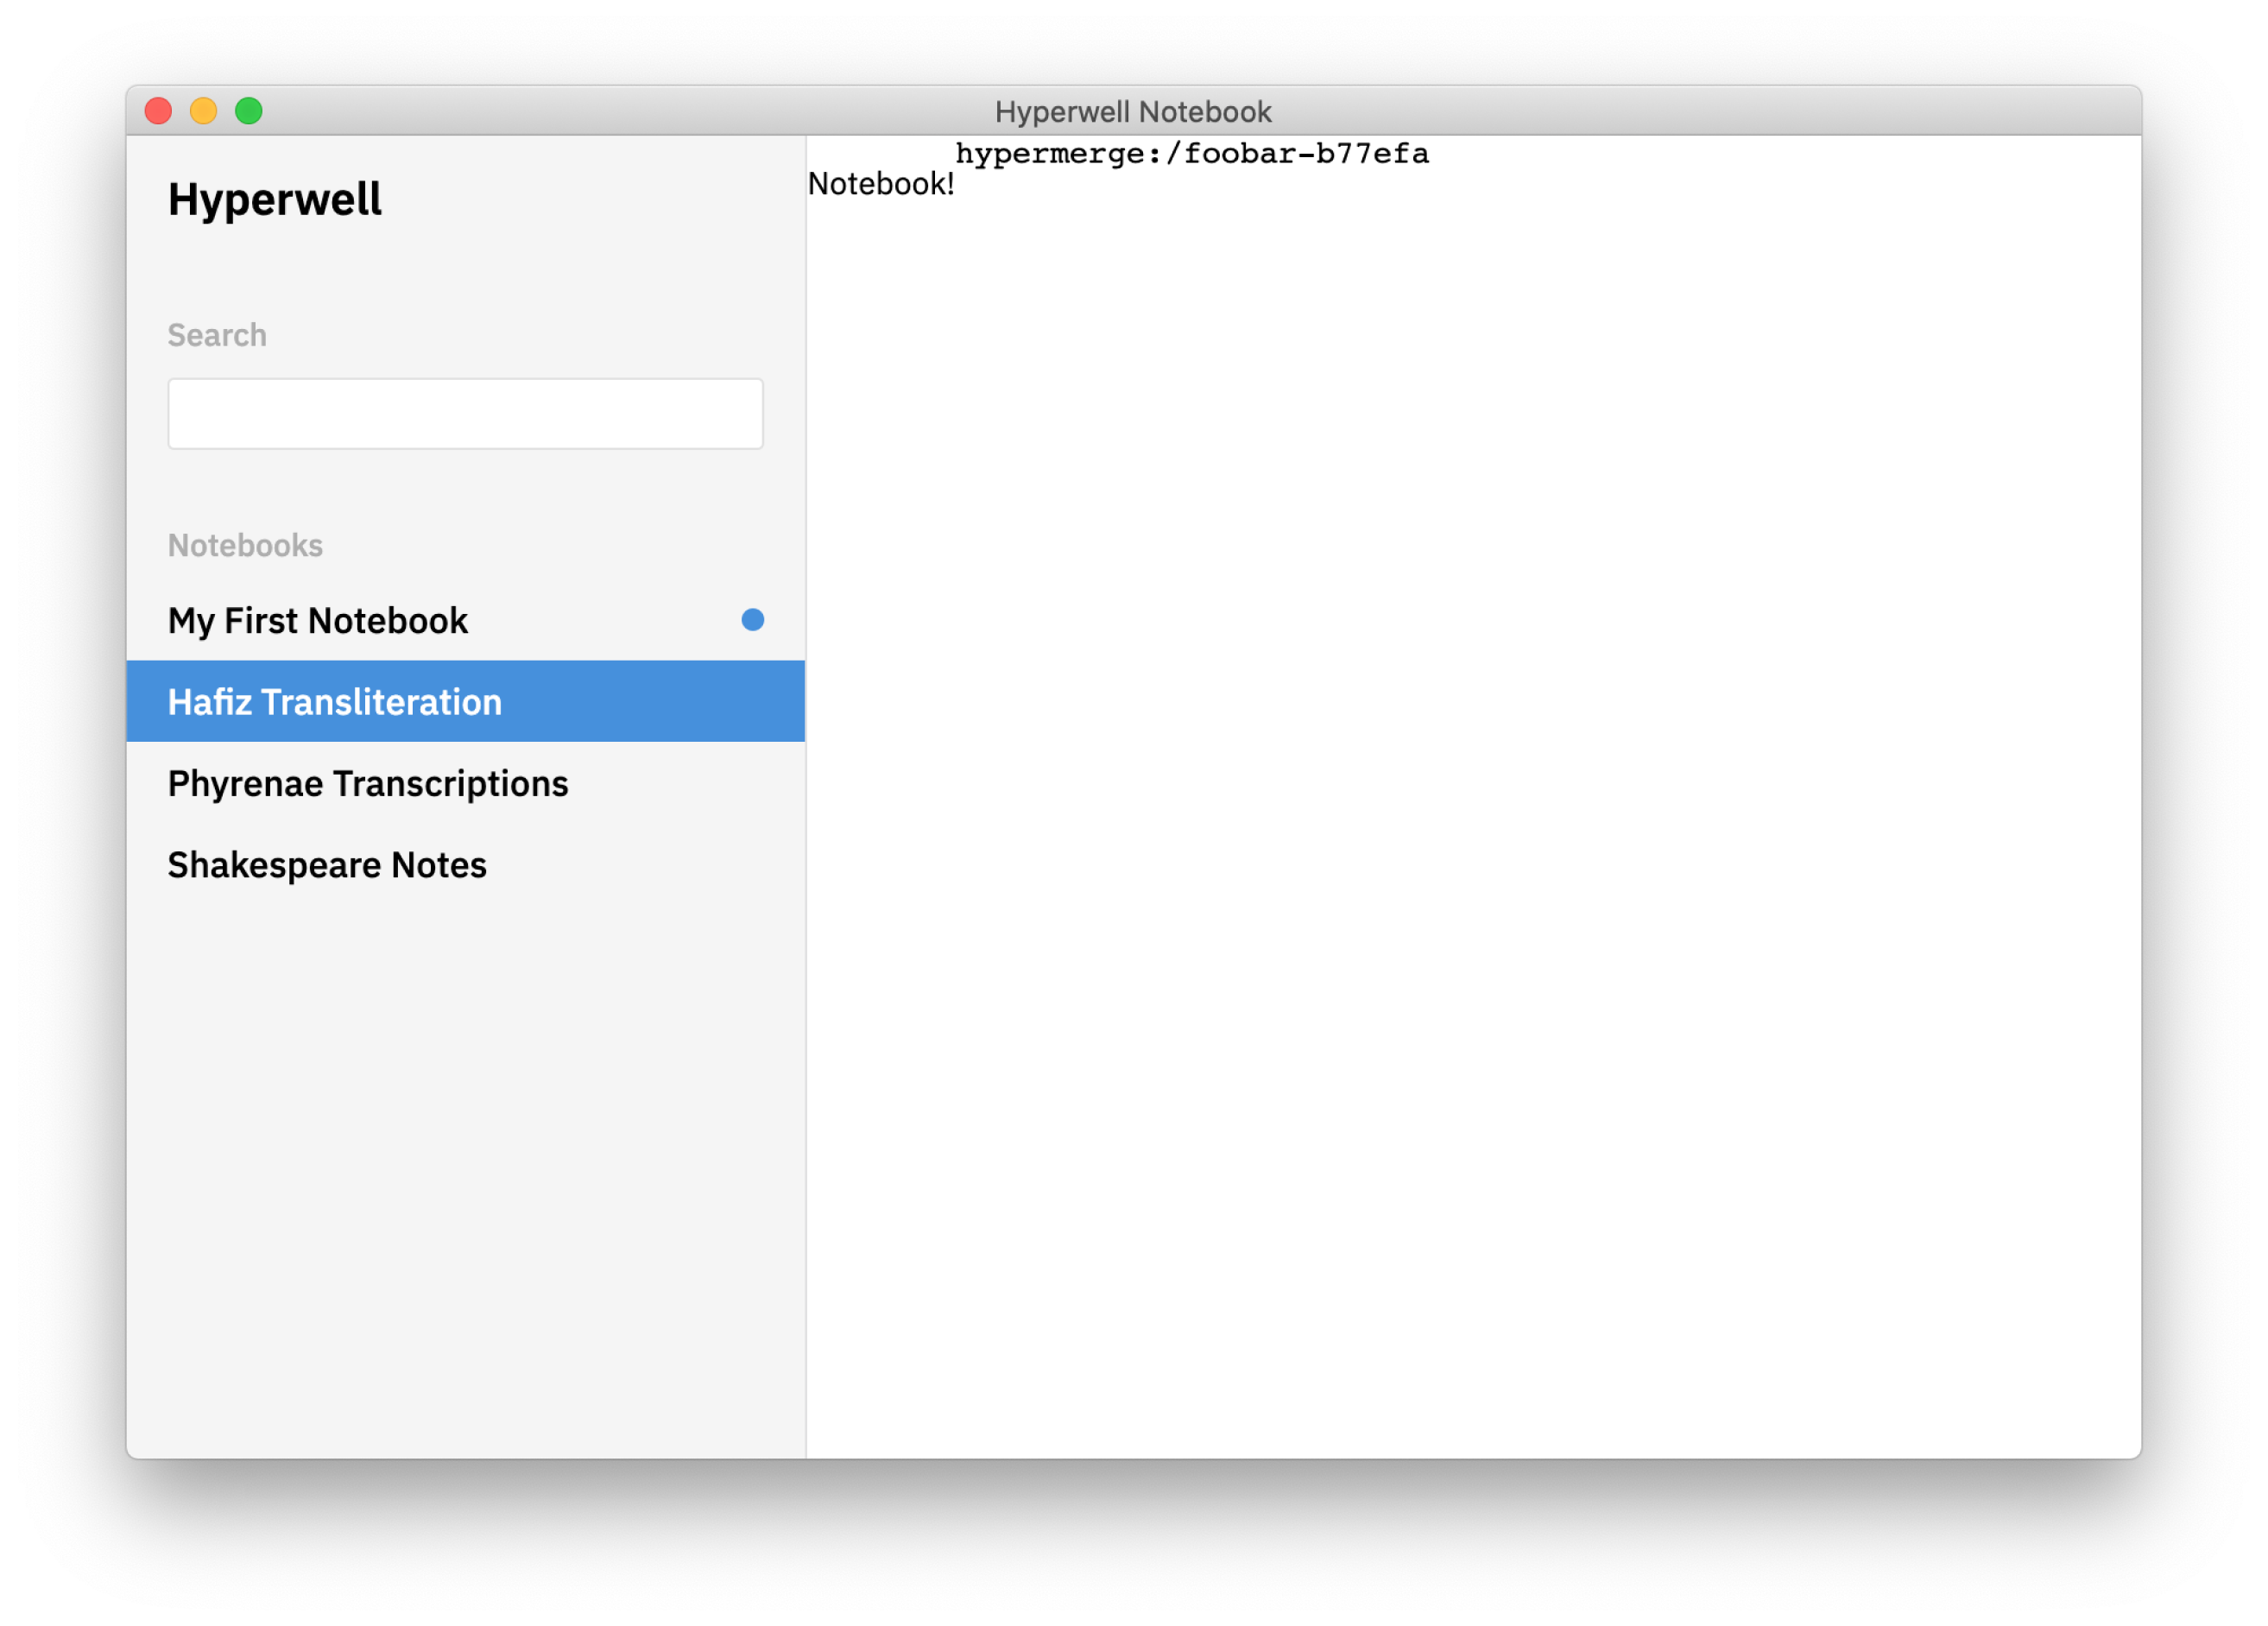 Hyperwell Notebook
Hyperwell
Search
Notebooks
My First Notebook
Hafiz Transliteration
Phyrenae Transcriptions
Shakespeare Notes
hypermerge:/foobar-b77efa
Notebook!